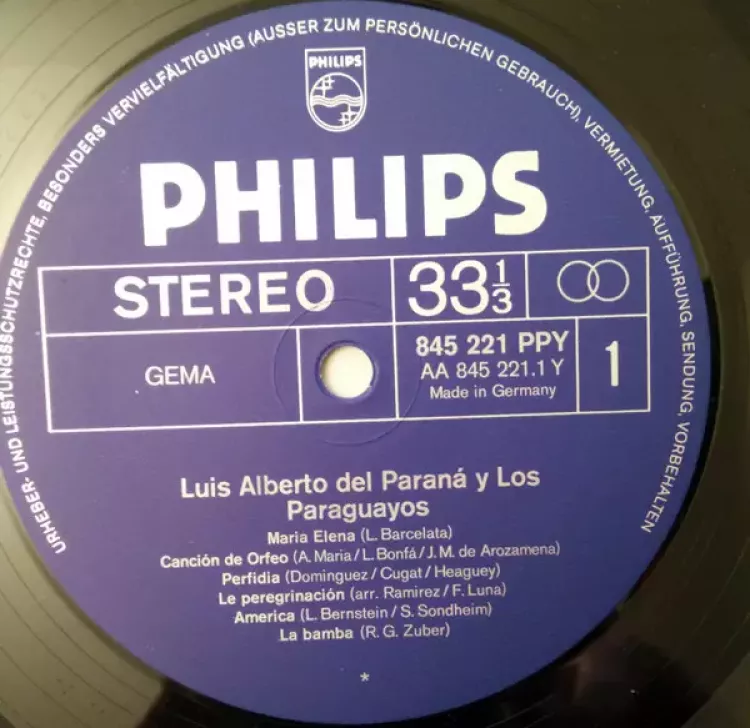 URHEBER- UND LEISTUNGSSCHUTZRECHTE, BESONDERS VERVIELFÄLTIGUNG (AUSSER ZUM PERSÖNLICHEN GEBRAUCH), VERMIETUNG, AUFFÜHRUNG, SENDUNG, VORBEHALTEN
PHILIPS
PHILIPS
STEREO 33 1/3
GEMA 845 221 PPY 1
AA 845 221.1 Y
Made in Germany
Luis Alberto del Paraná y Los
Paraguayos
Maria Elena (L. Barcelata)
Canción de Orfeo (A. Maria/L. Bonfá/J. M. de Arozamena)
Perfidia (Dominguez/Cugat/Heaguey)
Le peregrinación (arr. Ramirez/F. Luna)
America (L. Bernstein/S. Sondheim)
La bamba (R. G. Zuber)
*